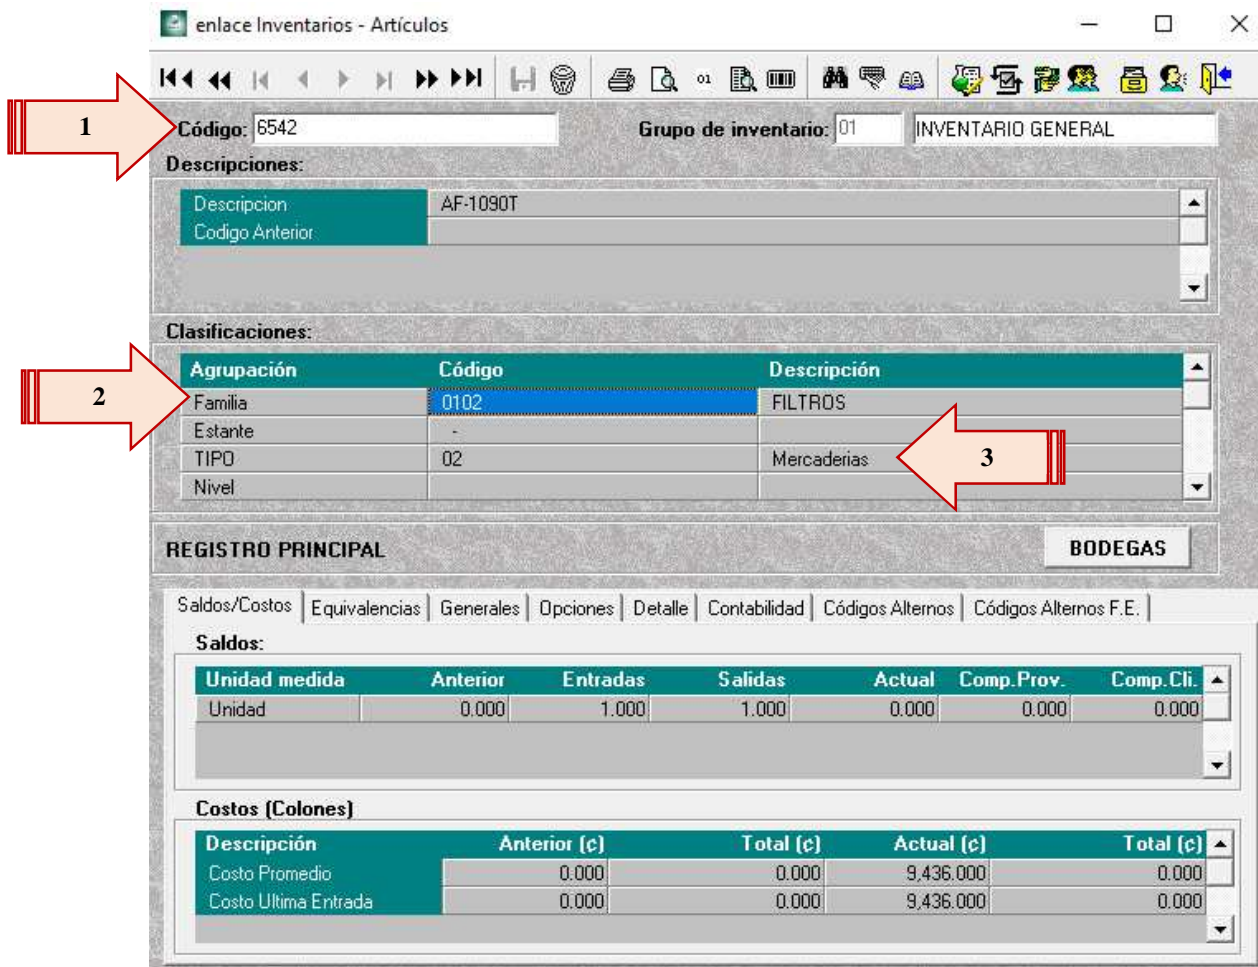 enlace Inventarios - Artículos
01
1
Código: 6542 Grupo de inventario: 01 INVENTARIO GENERAL
Descripciones:
Descripcion AF-1090T
Codigo Anterior
Clasificaciones:
Agrupación Código Descripción
2
Familia 0102 FILTROS
Estante -
TIPO 02 Mercaderias 3
Nivel
REGISTRO PRINCIPAL BODEGAS
Saldos/Costos Equivalencias Generales Opciones Detalle Contabilidad Códigos Alternos Códigos Alternos F.E.
Saldos:
Unidad medida Anterior Entradas Salidas Actual Comp.Prov. Comp.Cli.
Unidad 0.000 1.000 1.000 0.000 0.000 0.000
Costos (Colones)
Descripción Anterior (¢) Total (¢) Actual (¢) Total (¢)
Costo Promedio 0.000 0.000 9,436.000 0.000
Costo Ultima Entrada 0.000 0.000 9,436.000 0.000